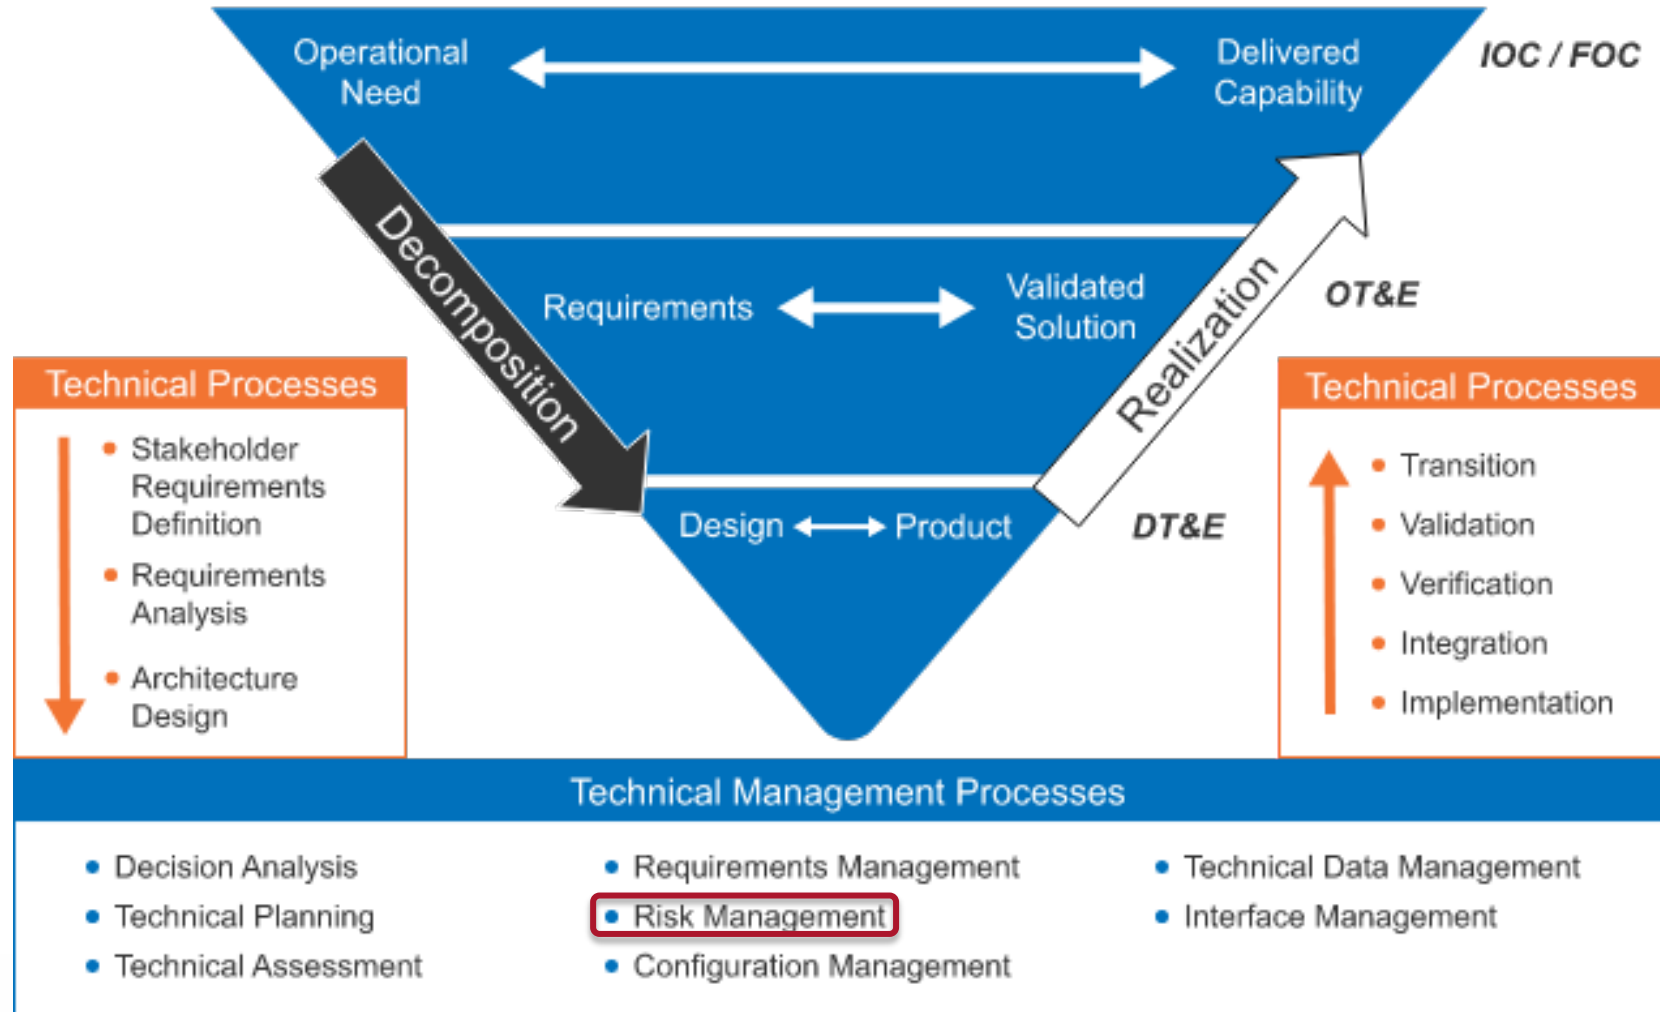 Operational
Need
Delivered
Capability
IOC / FOC
Decomposition
Realization
Requirements
Validated
Solution
OT&E
Design
Product
DT&E
Technical Processes
Stakeholder
Requirements
Definition
Requirements
Analysis
Architecture
Design
Technical Processes
Transition
Validation
Verification
Integration
Implementation
Technical Management Processes
Decision Analysis
Technical Planning
Technical Assessment
Requirements Management
Risk Management
Configuration Management
Technical Data Management
Interface Management